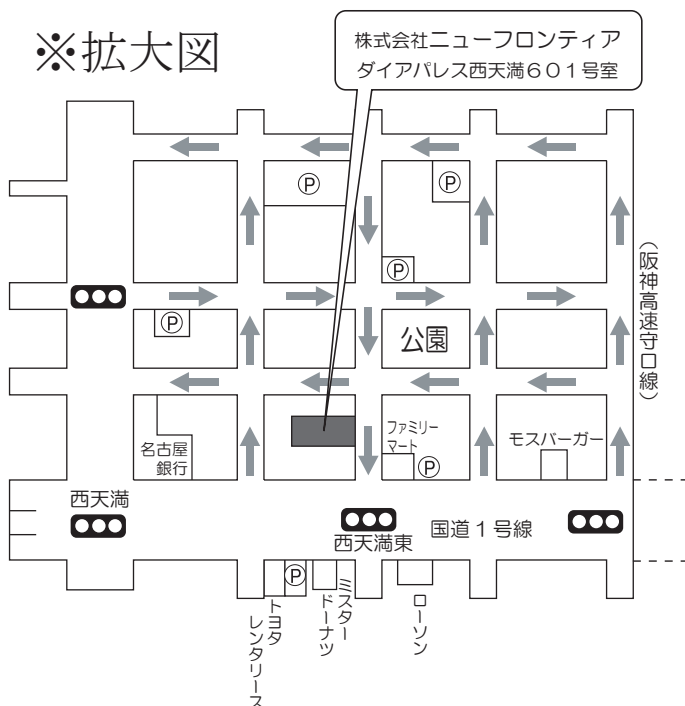 ※拡大図
株式会社ニューフロンティア
ダイアパレス西天満601号室
Ⓟ
Ⓟ
Ⓟ
(阪神高速守口線)
Ⓟ
公園
名古屋
銀行
ファミリー
マート
Ⓟ
モスバーガー
西天満
西天満東
国道1号線
Ⓟ
トヨタ
レンタリース
ミスター
ドーナツ
ローソン